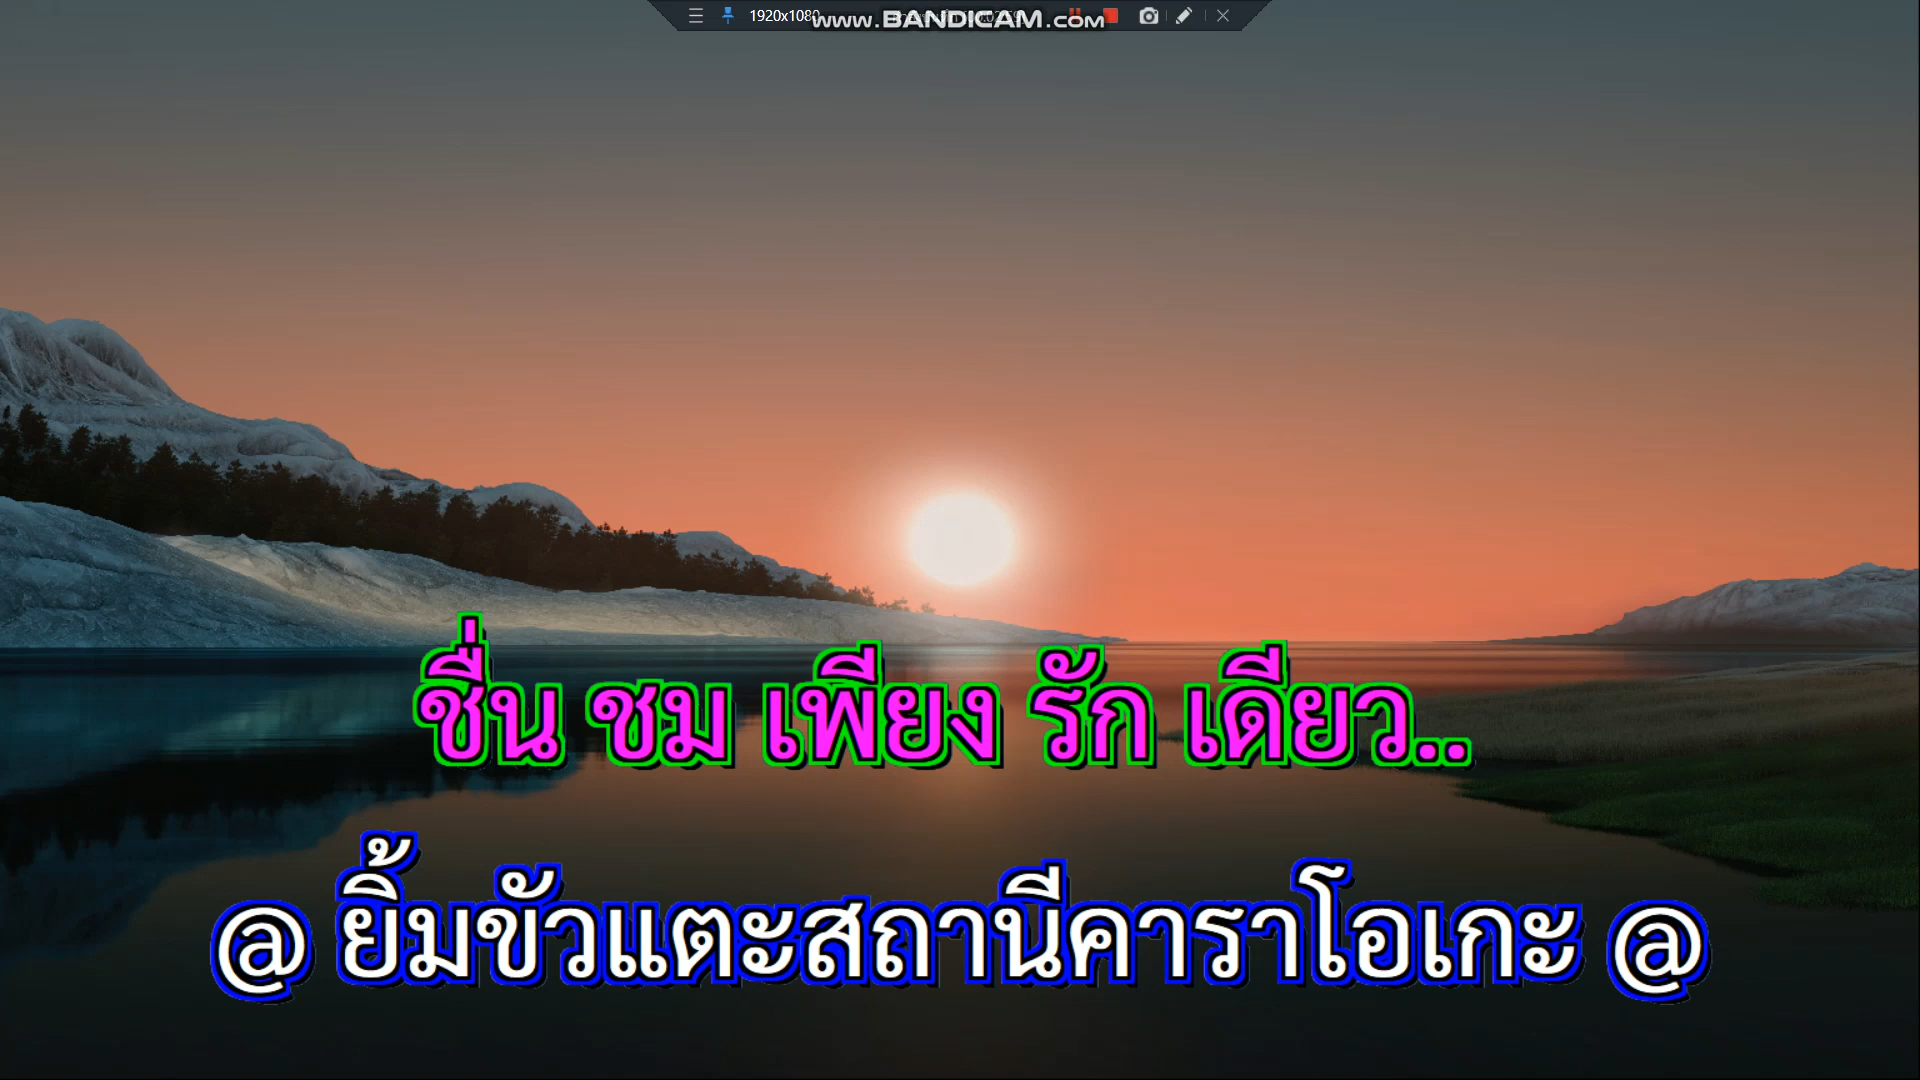 1920x1080
www.BANDICAM.com
ชื่น ชม เพียง รัก เดียว..
@ ยิ้มขัวแตะสถานีคาราโอเกะ @